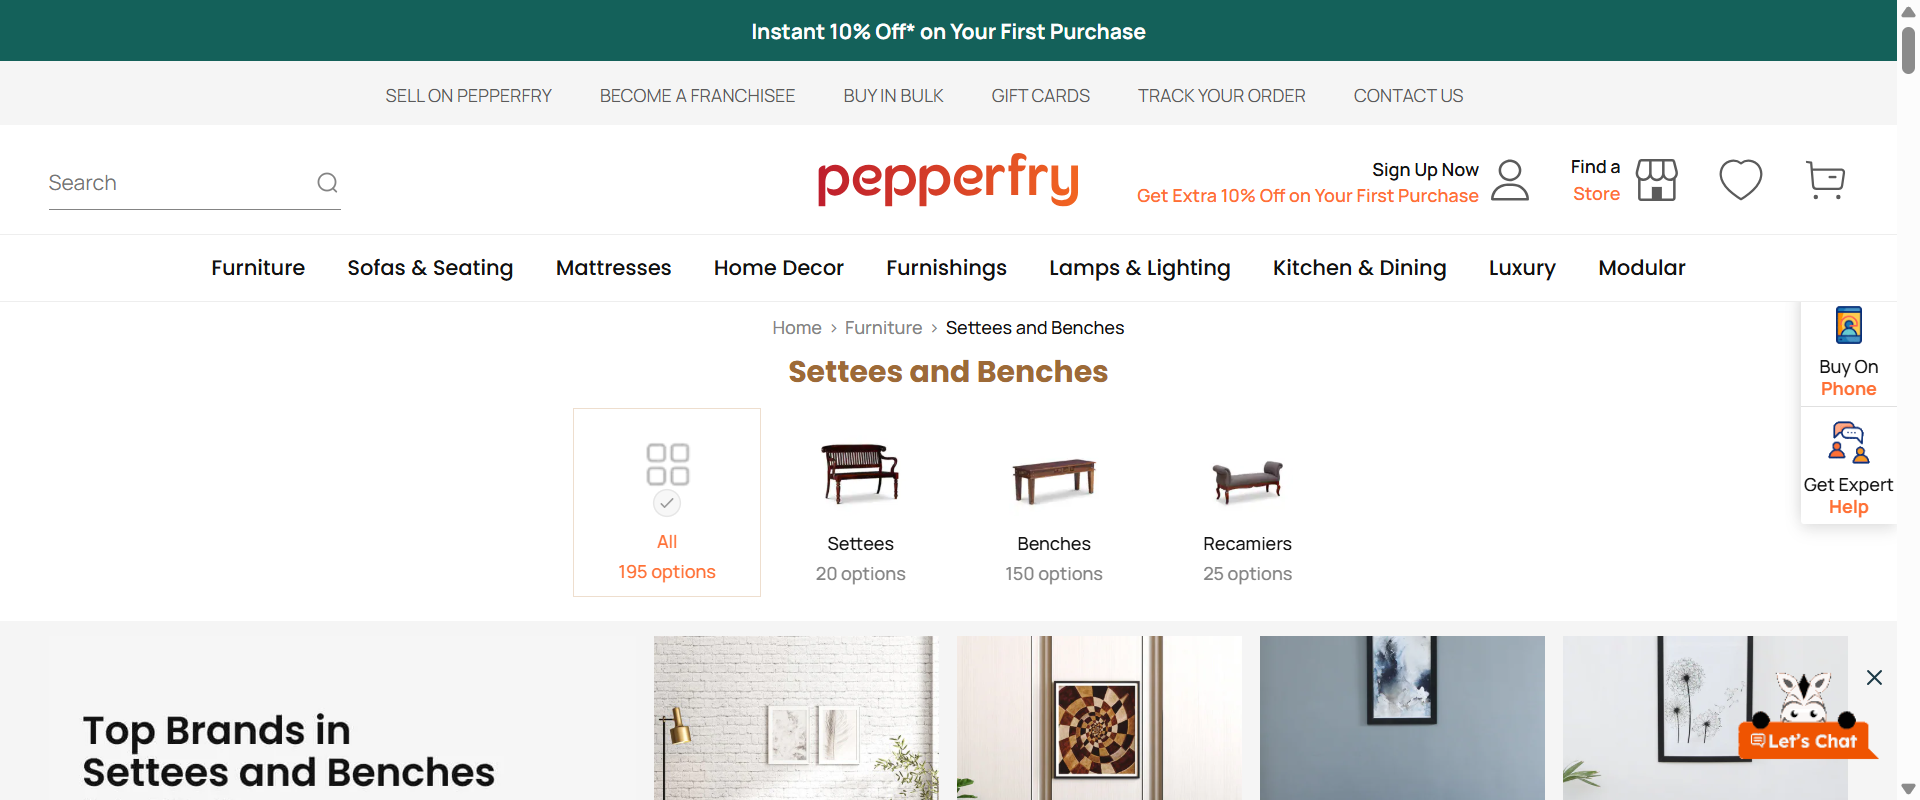 Instant 10% Off* on Your First Purchase
SELL ON PEPPERFRY BECOME A FRANCHISEE BUY IN BULK GIFT CARDS TRACK YOUR ORDER CONTACT US
Search
pepperfry
Sign Up Now
Get Extra 10% Off on Your First Purchase
Find a
Store
Furniture Sofas & Seating Mattresses Home Decor Furnishings Lamps & Lighting Kitchen & Dining Luxury Modular
Home > Furniture > Settees and Benches
Settees and Benches
Buy On
Phone
Get Expert
Help
All
195 options
Settees
20 options
Benches
150 options
Recamiers
25 options
Top Brands in
Settees and Benches
Let's Chat